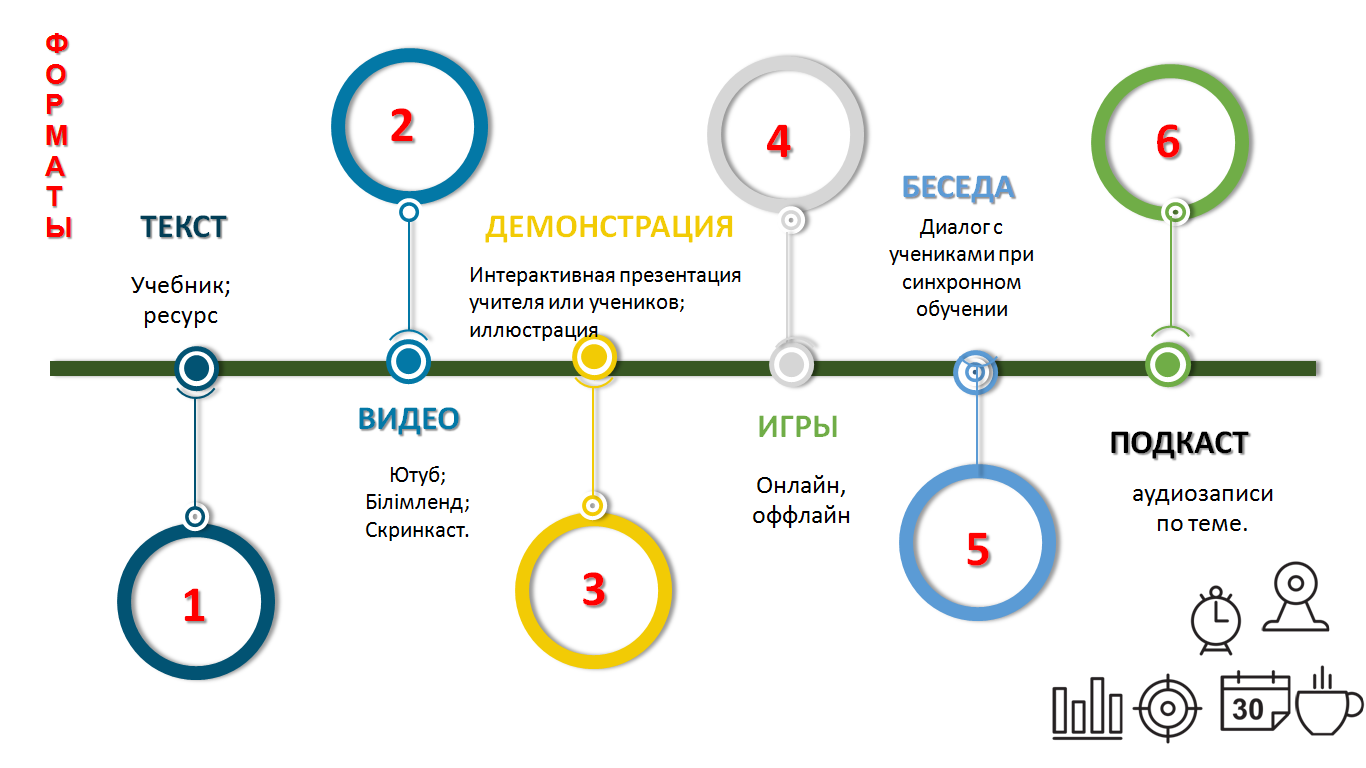 ФОРМАТЫ
1
ТЕКСТ
Учебник;
ресурс
2
ВИДЕО
Ютуб;
Білімленд;
Скринкаст.
3
ДЕМОНСТРАЦИЯ
Интерактивная презентация
учителя или учеников;
иллюстрация
4
ИГРЫ
Онлайн,
оффлайн
5
БЕСЕДА
Диалог с
учениками при
синхронном
обучении
6
ПОДКАСТ
аудиозаписи
по теме.
30